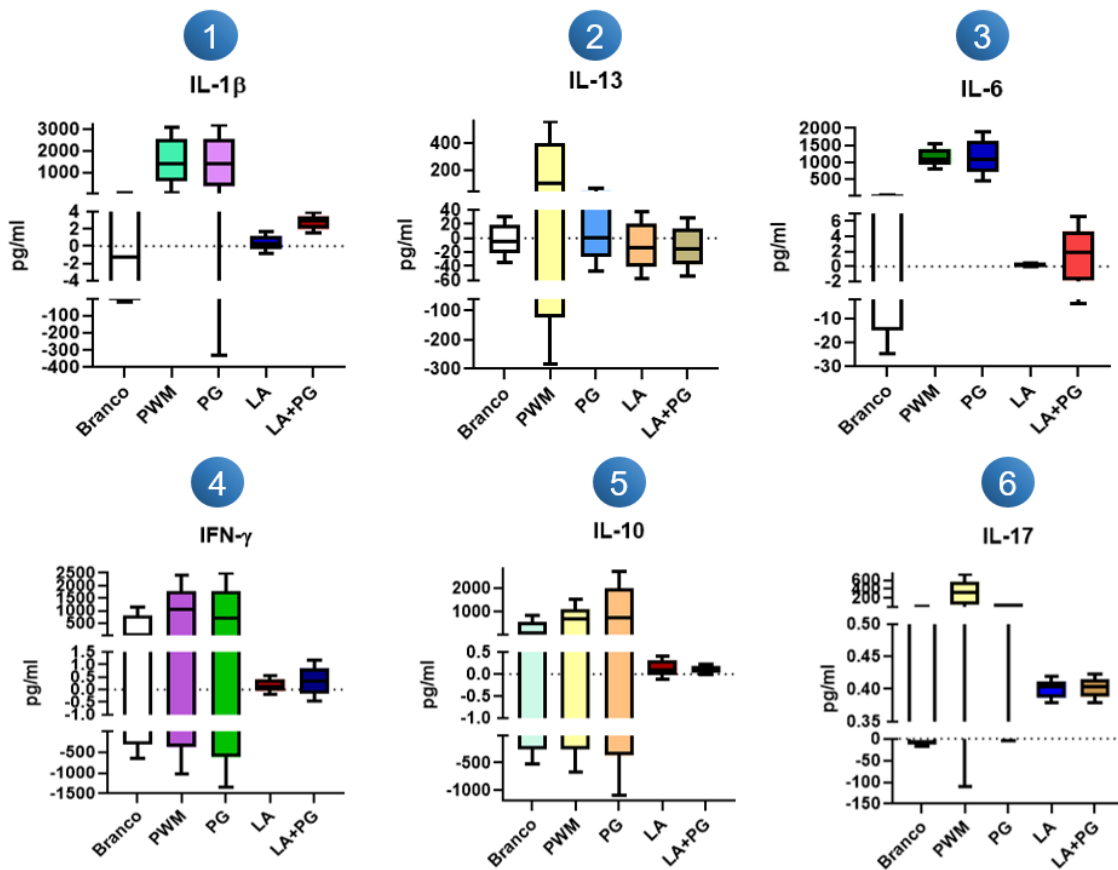 1
IL-1β
3000
2000
1000
4
2
0
-2
4
-100
-200
-300
-400
pg/ml
Branco
PWM
PG
LA
LA+PG
2
IL-13
400
200
40
20
0
-20
-40
-60
-100
-200
-300
pg/ml
Branco
PWM
PG
LA
LA+PG
3
IL-6
2000
1500
1000
500
6
4
2
0
-2
-10
-20
-30
pg/ml
Branco
PWM
PG
LA
LA+PG
4
IFN-γ
2500
2000
1500
1000
500
1.5
1.0
0.5
0.0
-0.5
-1.0
-500
-1000
-1500
pg/ml
Branco
PWM
PG
LA
LA+PG
5
IL-10
2000
1000
0.5
0.0
-0.5
-1.0
-500
-1000
pg/ml
Branco
PWM
PG
LA
LA+PG
6
IL-17
600
400
200
0.50
0.45
0.40
0.35
0
-50
-100
-150
pg/ml
Branco
PWM
PG
LA
LA+PG